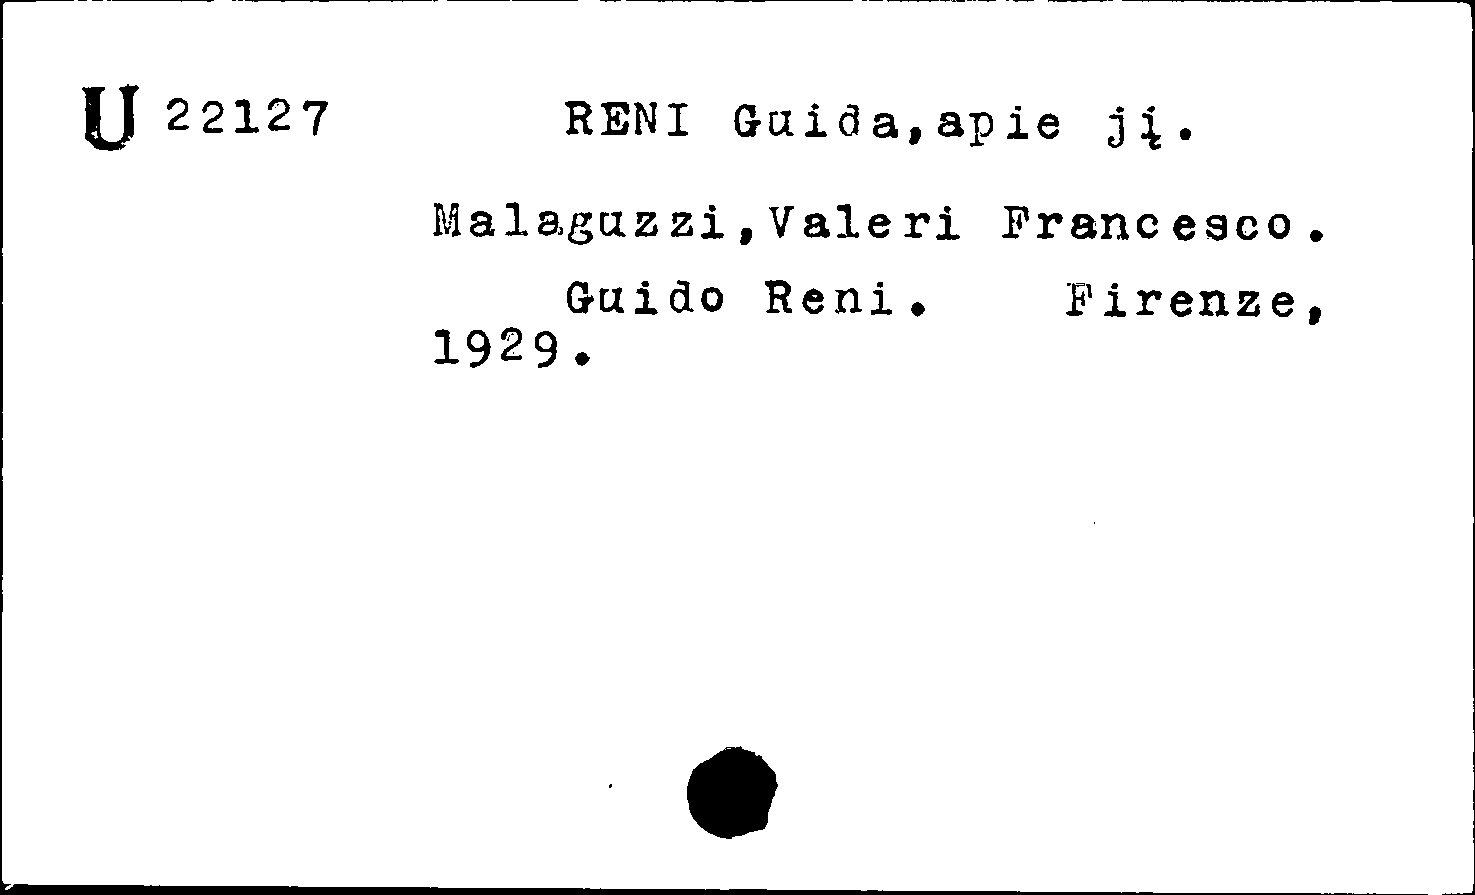 U 22127 RENI Guida,apie jį.
Malaguzzi,Valeri Francesco.
Guido Reni. Firenze,
1929.